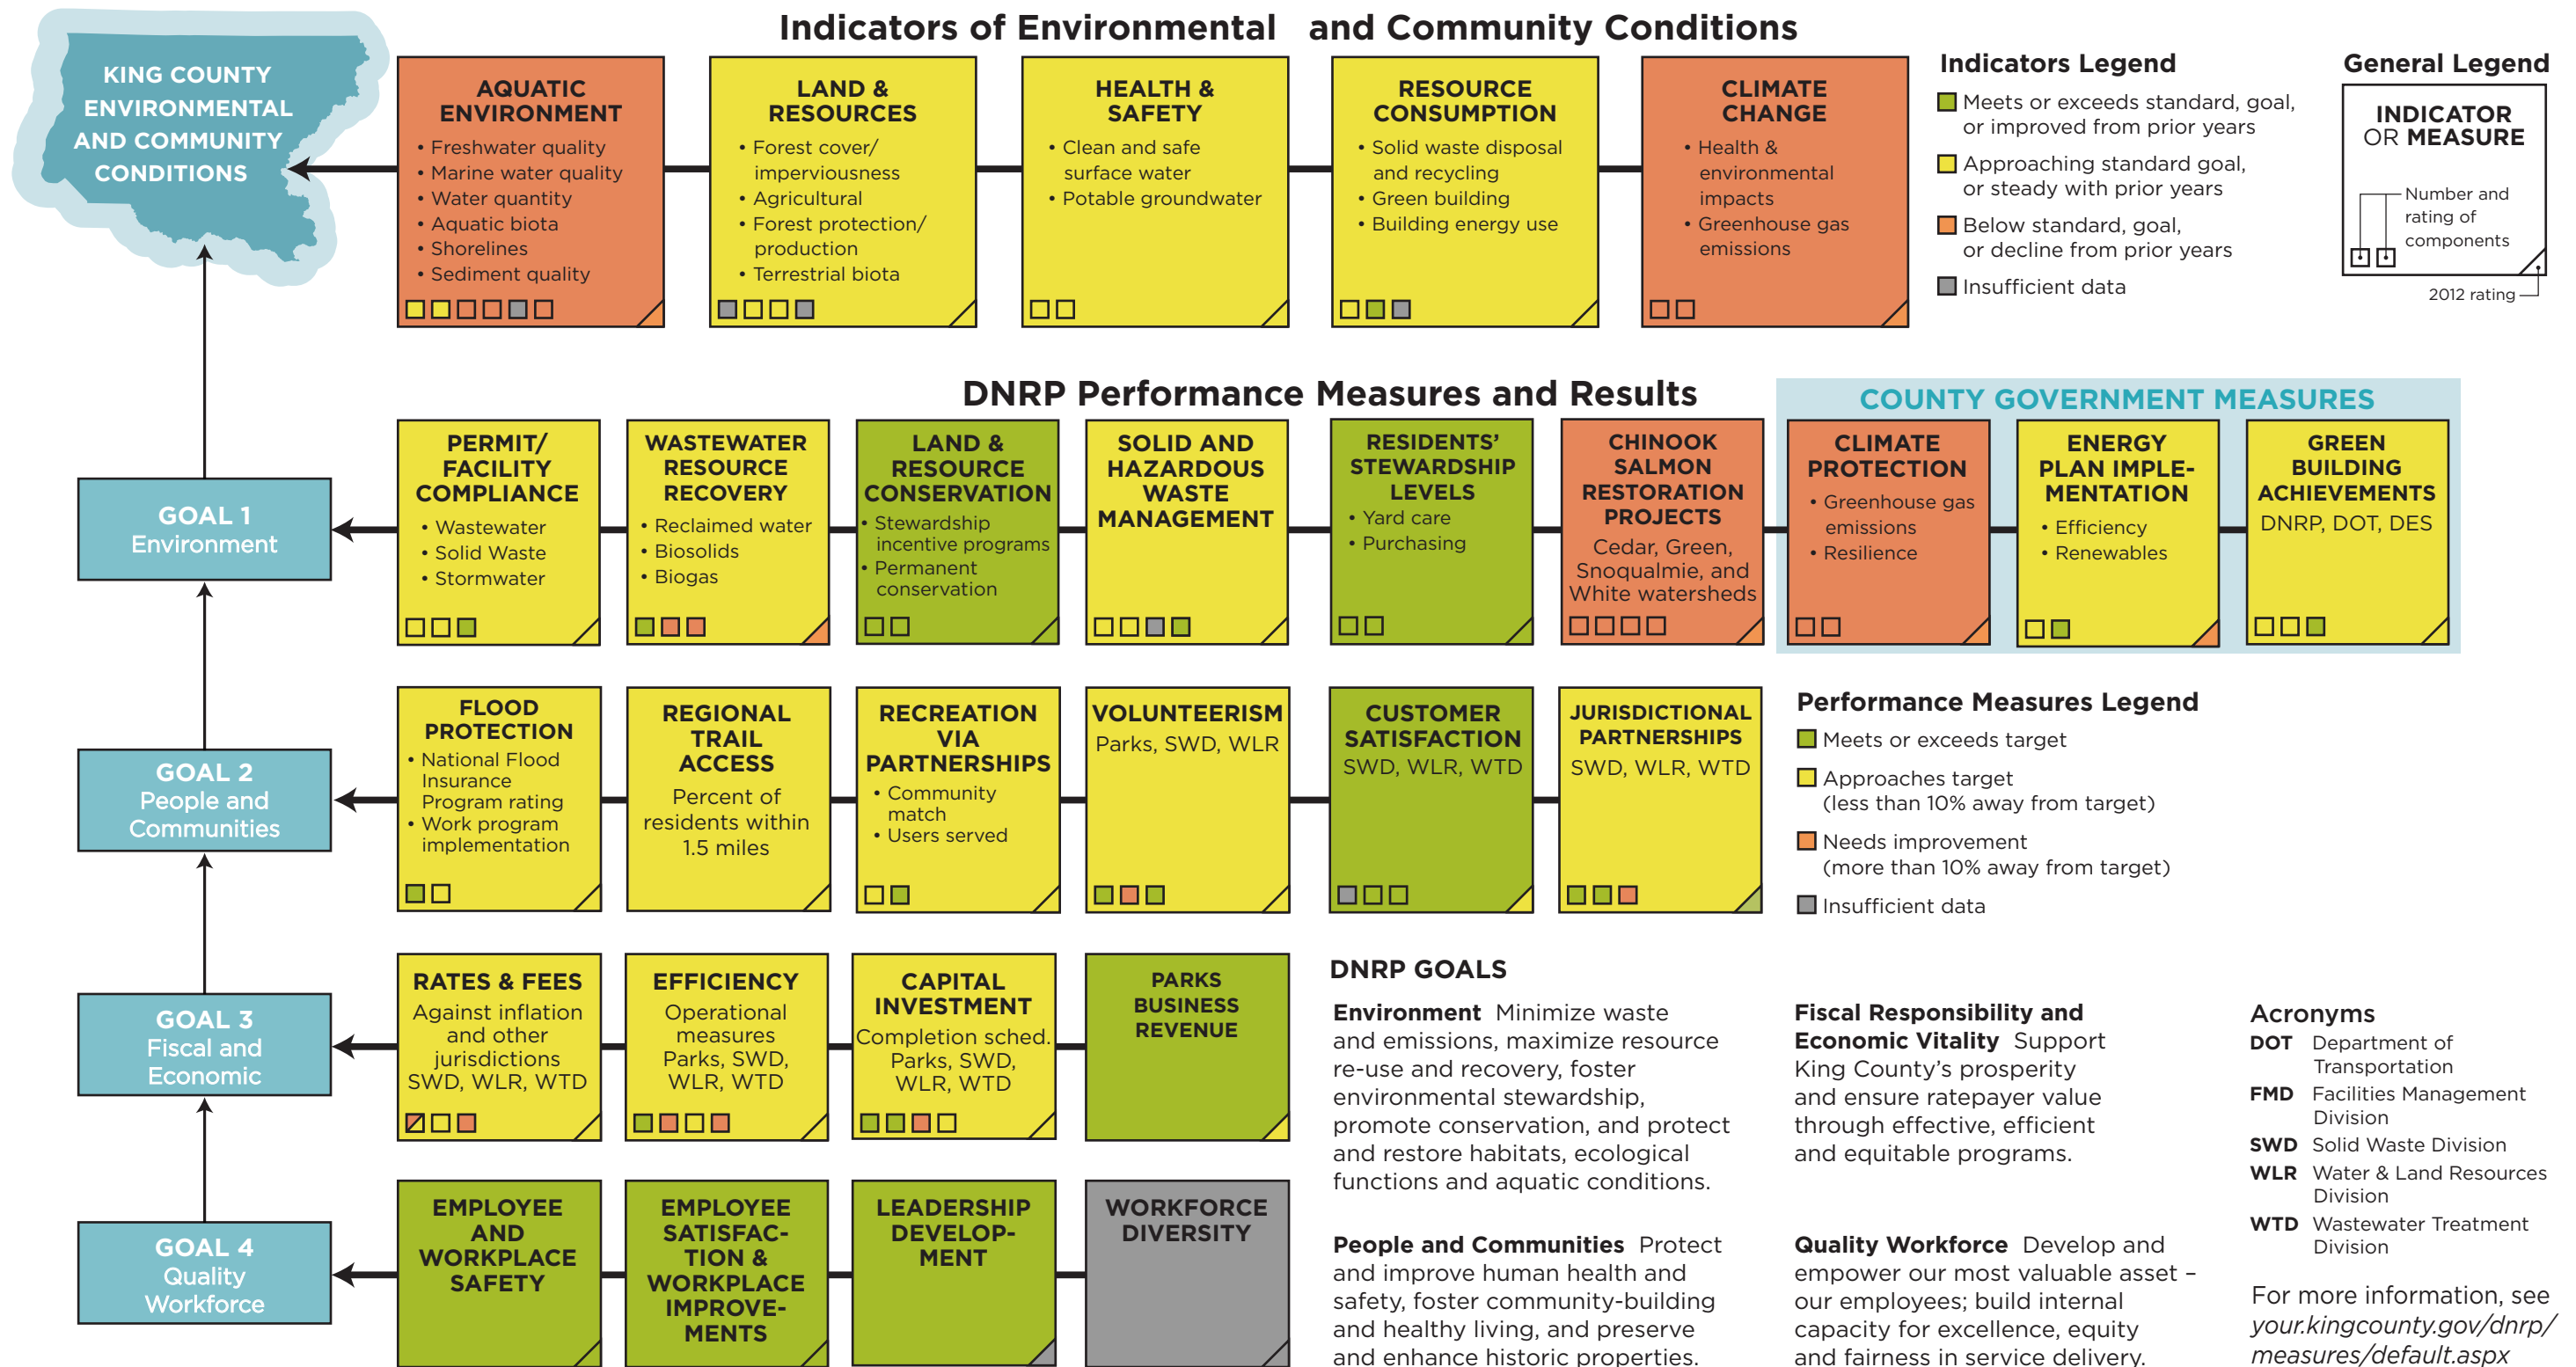 Indicators of Environmental and Community Conditions
KING COUNTY
ENVIRONMENTAL
AND COMMUNITY
CONDITIONS
AQUATIC
ENVIRONMENT
• Freshwater quality
• Marine water quality
• Water quantity
• Aquatic biota
• Shorelines
• Sediment quality
LAND &
RESOURCES
• Forest cover/
imperviousness
• Agricultural
• Forest protection/
production
• Terrestrial biota
HEALTH &
SAFETY
• Clean and safe
surface water
• Potable groundwater
RESOURCE
CONSUMPTION
• Solid waste disposal
and recycling
• Green building
• Building energy use
CLIMATE
CHANGE
• Health &
environmental
impacts
• Greenhouse gas
emissions
Indicators Legend
Meets or exceeds standard, goal,
or improved from prior years
Approaching standard goal,
or steady with prior years
Below standard, goal,
or decline from prior years
Insufficient data
General Legend
INDICATOR
OR MEASURE
Number and
rating of
components
2012 rating
DNRP Performance Measures and Results
COUNTY GOVERNMENT MEASURES
GOAL 1
Environment
PERMIT/
FACILITY
COMPLIANCE
• Wastewater
• Solid Waste
• Stormwater
WASTEWATER
RESOURCE
RECOVERY
• Reclaimed water
• Biosolids
• Biogas
LAND &
RESOURCE
CONSERVATION
• Stewardship
incentive programs
• Permanent
conservation
SOLID AND
HAZARDOUS
WASTE
MANAGEMENT
RESIDENTS’
STEWARDSHIP
LEVELS
• Yard care
• Purchasing
CHINOOK
SALMON
RESTORATION
PROJECTS
Cedar, Green,
Snoqualmie, and
White watersheds
CLIMATE
PROTECTION
• Greenhouse gas
emissions
• Resilience
ENERGY
PLAN IMPLE-
MENTATION
• Efficiency
• Renewables
GREEN
BUILDING
ACHIEVEMENTS
DNRP, DOT, DES
GOAL 2
People and
Communities
FLOOD
PROTECTION
• National Flood
Insurance
Program rating
• Work program
implementation
REGIONAL
TRAIL
ACCESS
Percent of
residents within
1.5 miles
RECREATION
VIA
PARTNERSHIPS
• Community
match
• Users served
VOLUNTEERISM
Parks, SWD, WLR
CUSTOMER
SATISFACTION
SWD, WLR, WTD
JURISDICTIONAL
PARTNERSHIPS
SWD, WLR, WTD
Performance Measures Legend
Meets or exceeds target
Approaches target
(less than 10% away from target)
Needs improvement
(more than 10% away from target)
Insufficient data
GOAL 3
Fiscal and
Economic
RATES & FEES
Against inflation
and other
jurisdictions
SWD, WLR, WTD
EFFICIENCY
Operational
measures
Parks, SWD,
WLR, WTD
CAPITAL
INVESTMENT
Completion sched.
Parks, SWD,
WLR, WTD
PARKS
BUSINESS
REVENUE
GOAL 4
Quality
Workforce
EMPLOYEE
AND
WORKPLACE
SAFETY
EMPLOYEE
SATISFAC-
TION &
WORKPLACE
IMPROVE-
MENTS
LEADERSHIP
DEVELOP-
MENT
WORKFORCE
DIVERSITY
DNRP GOALS
Environment Minimize waste
and emissions, maximize resource
re-use and recovery, foster
environmental stewardship,
promote conservation, and protect
and restore habitats, ecological
functions and aquatic conditions.
People and Communities Protect
and improve human health and
safety, foster community-building
and healthy living, and preserve
and enhance historic properties.
Fiscal Responsibility and
Economic Vitality Support
King County’s prosperity
and ensure ratepayer value
through effective, efficient
and equitable programs.
Quality Workforce Develop and
empower our most valuable asset –
our employees; build internal
capacity for excellence, equity
and fairness in service delivery.
Acronyms
DOT Department of
Transportation
FMD Facilities Management
Division
SWD Solid Waste Division
WLR Water & Land Resources
Division
WTD Wastewater Treatment
Division
For more information, see
your.kingcounty.gov/dnrp/
measures/default.aspx